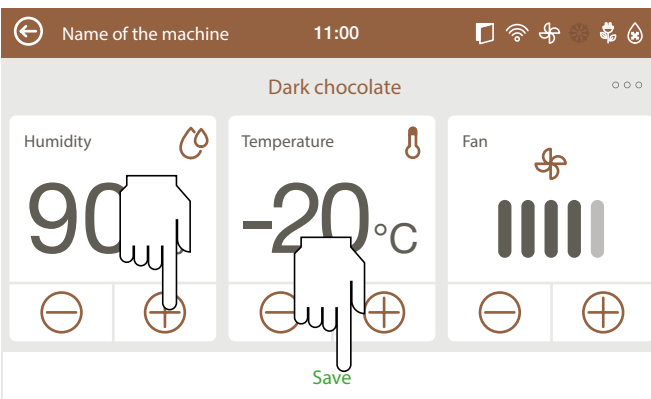 Name of the machine 11:00
Dark chocolate
Humidity Temperature Fan
90 -20°C
Save